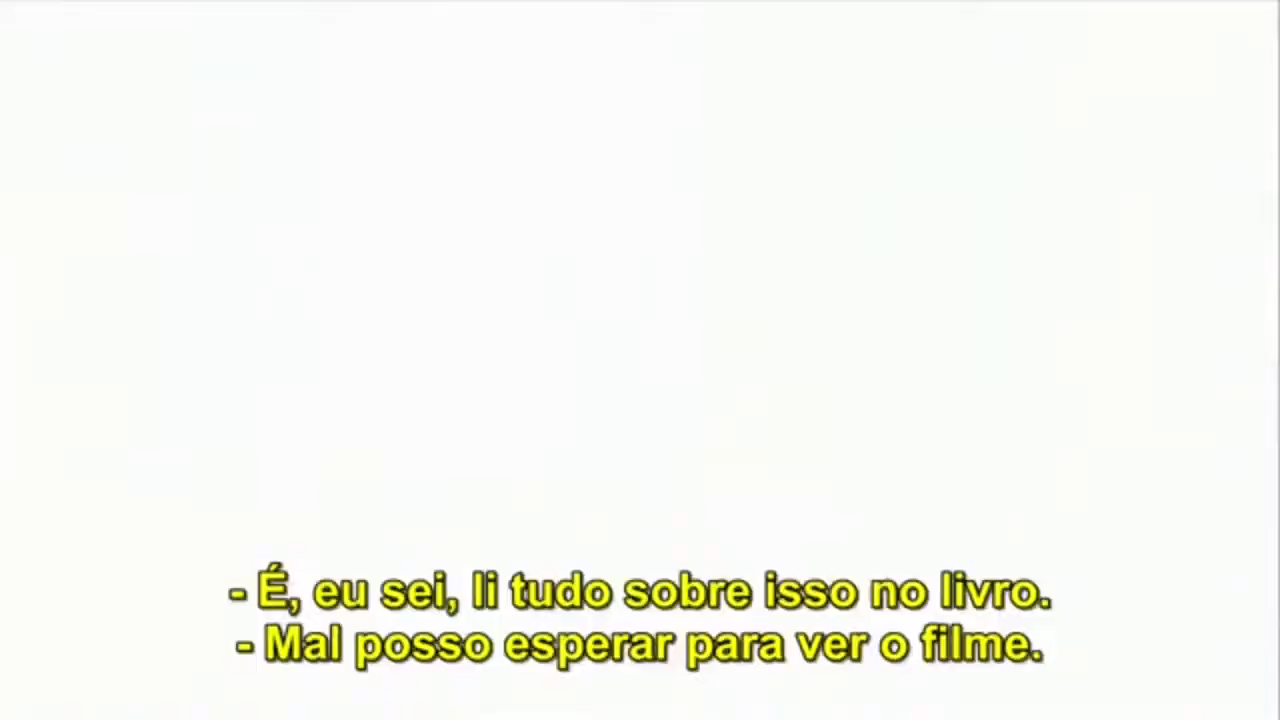 - É, eu sei, li tudo sobre isso no livro.
- Mal posso esperar para ver o filme.